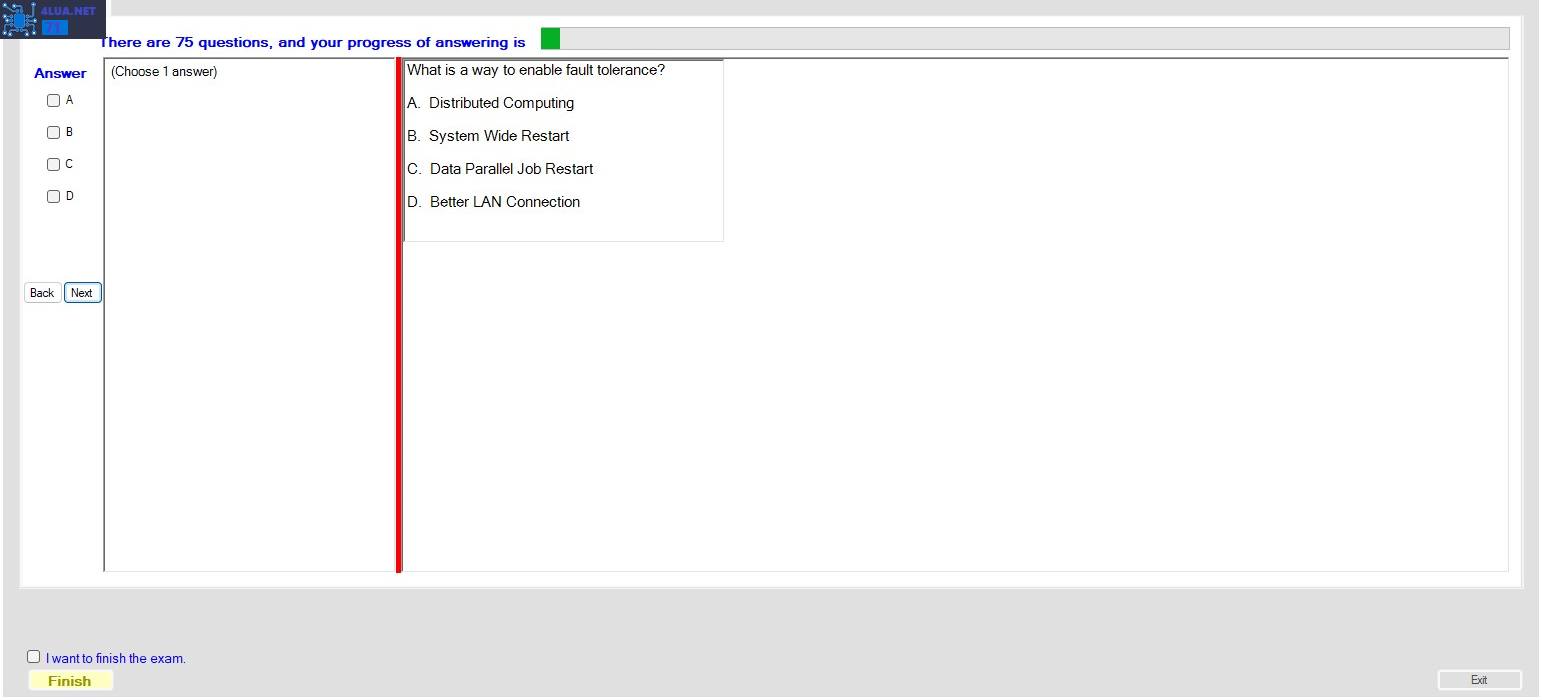 4LUA.NET
There are 75 questions, and your progress of answering is
Answer
(Choose 1 answer)
A
B
C
D
Back Next
What is a way to enable fault tolerance?
A. Distributed Computing
B. System Wide Restart
C. Data Parallel Job Restart
D. Better LAN Connection
I want to finish the exam.
Finish
Exit